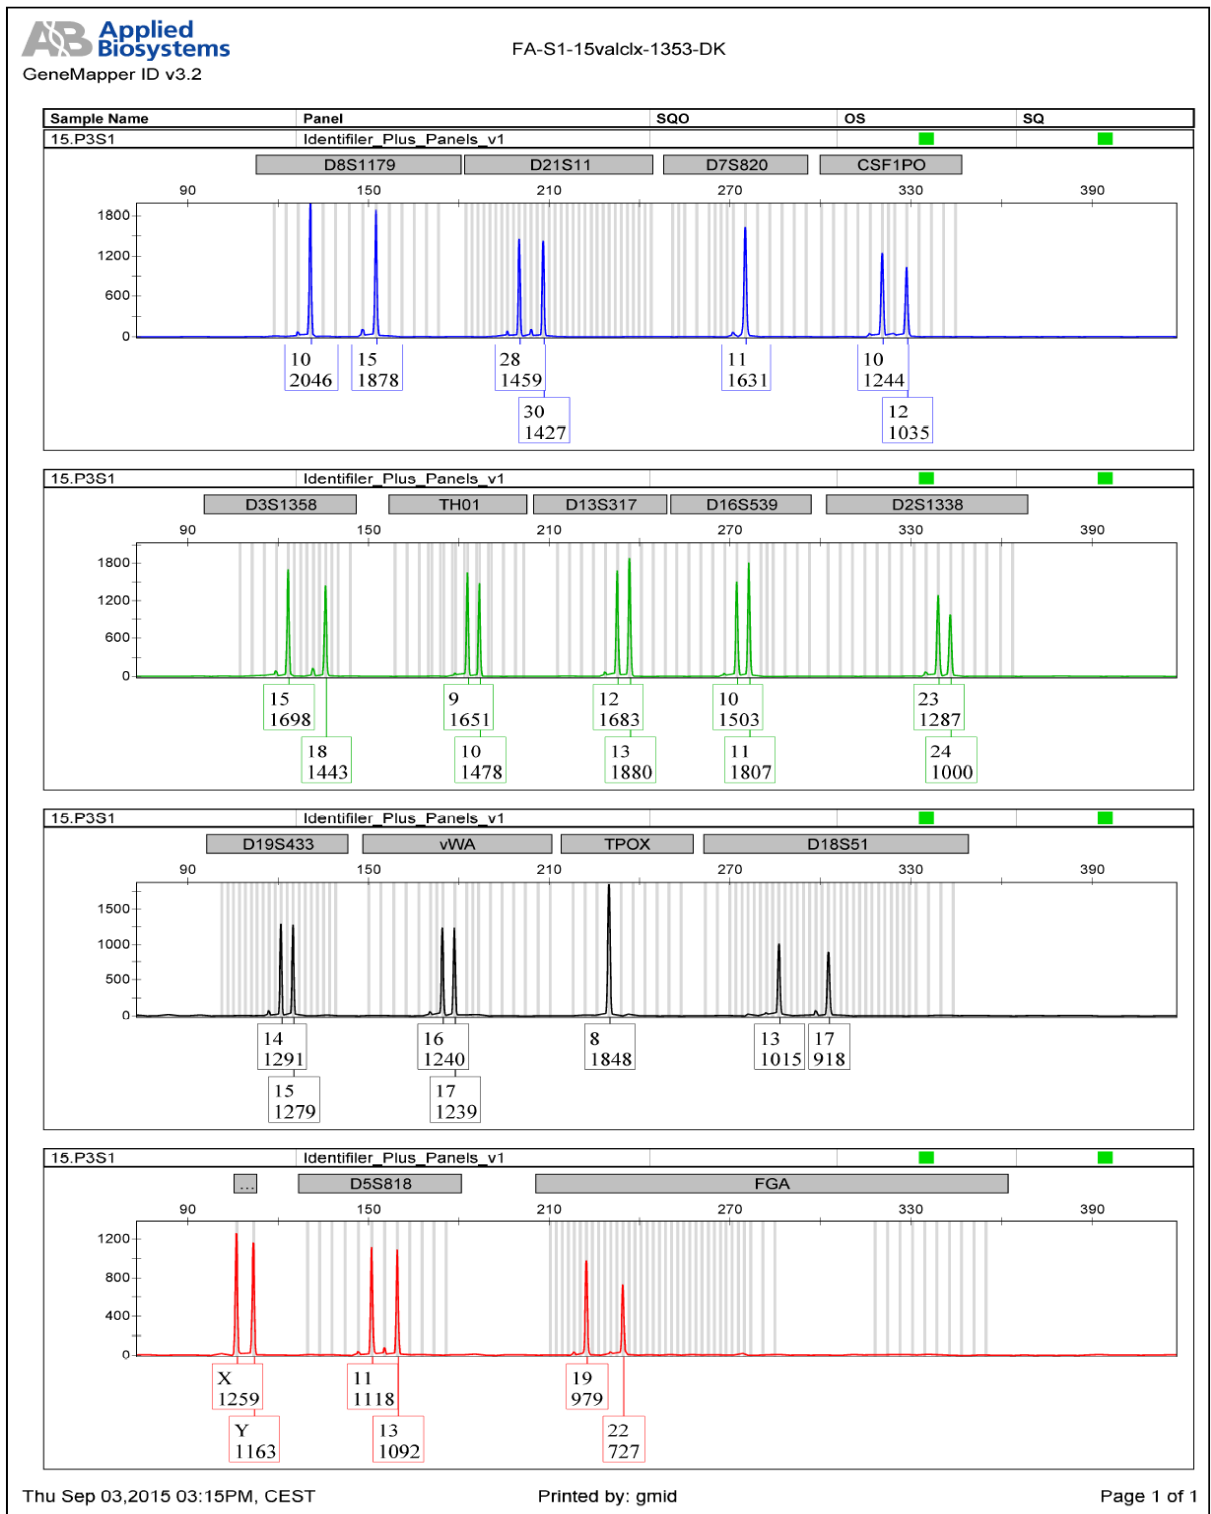 AB Applied Biosystems
FA-S1-15valclx-1353-DK
GeneMapper ID v3.2
Sample Name Panel SQO OS SQ
15.P3S1 Identifiler_Plus_Panels_v1
D8S1179 D21S11 D7S820 CSF1PO
90 150 210 270 330 390
1800
1200
600
0
10 15 28 11 10
2046 1878 1459 1631 1244
30 12
1427 1035
15.P3S1 Identifiler_Plus_Panels_v1
D3S1358 TH01 D13S317 D16S539 D2S1338
90 150 210 270 330 390
1800
1200
600
0
15 9 12 10 23
1698 1651 1683 1503 1287
18 10 13 11 24
1443 1478 1880 1807 1000
15.P3S1 Identifiler_Plus_Panels_v1
D19S433 vWA TPOX D18S51
90 150 210 270 330 390
1500
1000
500
0
14 16 8 13 17
1291 1240 1848 1015 918
15 17
1279 1239
15.P3S1 Identifiler_Plus_Panels_v1
... D5S818 FGA
90 150 210 270 330 390
1200
800
400
0
X 11 19
1259 1118 979
Y 13 22
1163 1092 727
Thu Sep 03,2015 03:15PM, CEST Printed by: gmid Page 1 of 1